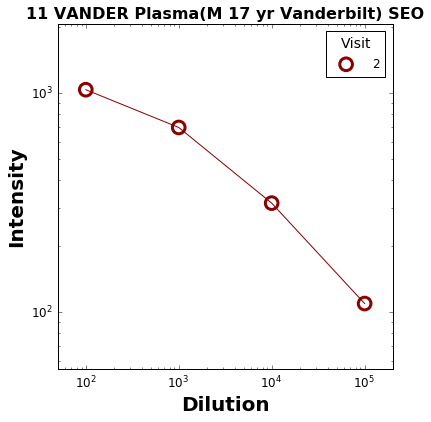 11 VANDER Plasma(M 17 yr Vanderbilt) SEO
Visit
2
Intensity
10³
10²
10² 10³ 10⁴ 10⁵
Dilution